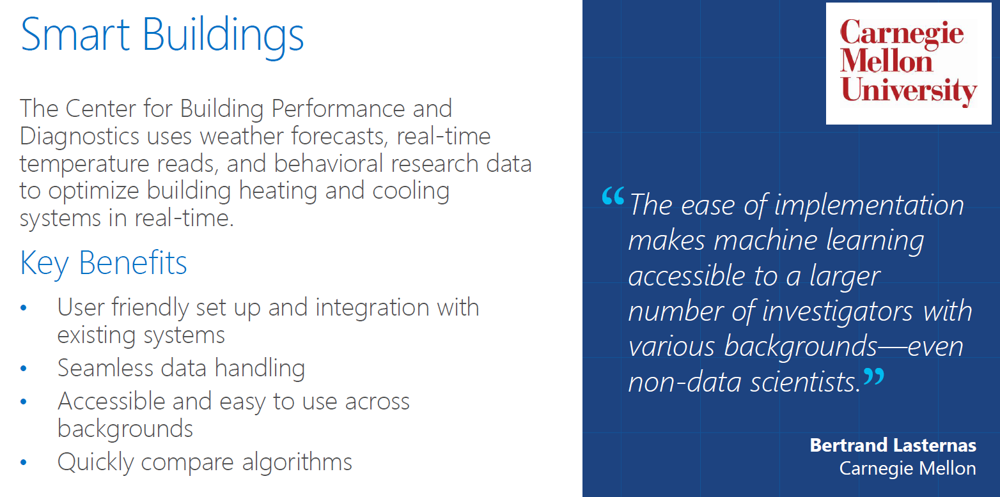 Smart Buildings
The Center for Building Performance and
Diagnostics uses weather forecasts, real-time
temperature reads, and behavioral research data
to optimize building heating and cooling
systems in real-time.
Key Benefits
• User friendly set up and integration with
existing systems
• Seamless data handling
• Accessible and easy to use across
backgrounds
• Quickly compare algorithms
Carnegie
Mellon
University
“The ease of implementation
makes machine learning
accessible to a larger
number of investigators with
various backgrounds—even
non-data scientists.”
Bertrand Lasternas
Carnegie Mellon